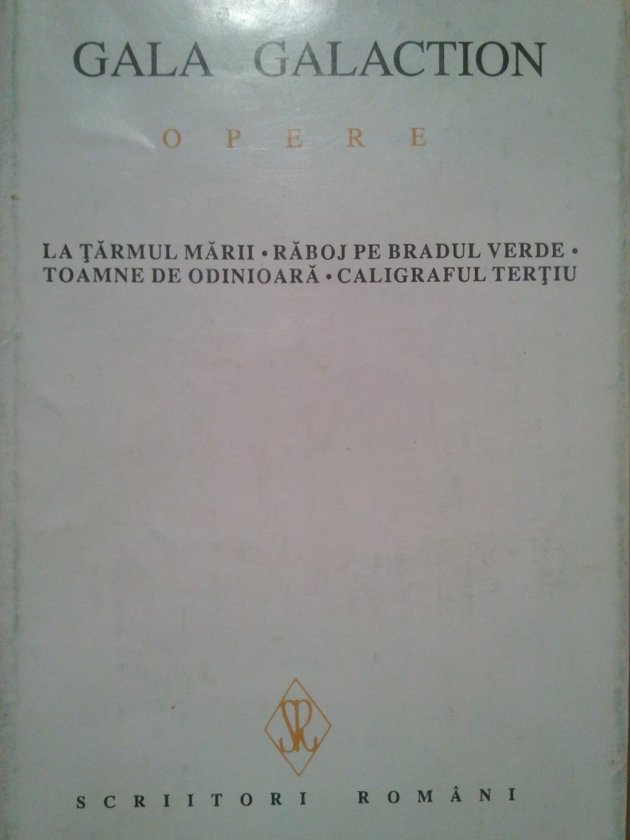 GALA GALACTION
OPERE
LA ŢĂRMUL MĂRII • RĂBOJ PE BRADUL VERDE •
TOAMNE DE ODINIOARĂ • CALIGRAFUL TERŢIU
SR
SCRIITORI ROMÂNI